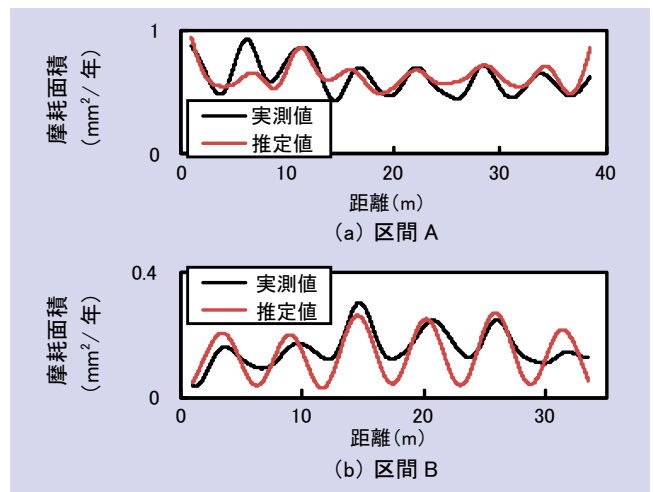 1
摩耗面積
(mm²/年)
実測値
推定値
0
0 10 20 30 40
距離(m)
(a) 区間 A
0.4
摩耗面積
(mm²/年)
実測値
推定値
0
0 10 20 30
距離(m)
(b) 区間 B